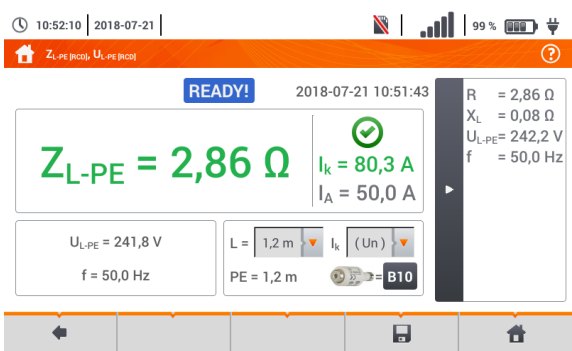 10:52:10 2018-07-21 99 %
ZL-PE [RCD], UL-PE [RCD] ?
READY! 2018-07-21 10:51:43
ZL-PE = 2,86 Ω
Ik = 80,3 A
IA = 50,0 A
UL-PE = 241,8 V
f = 50,0 Hz
L = 1,2 m Ik (Un)
PE = 1,2 m = B10
R = 2,86 Ω
XL = 0,08 Ω
UL-PE= 242,2 V
f = 50,0 Hz